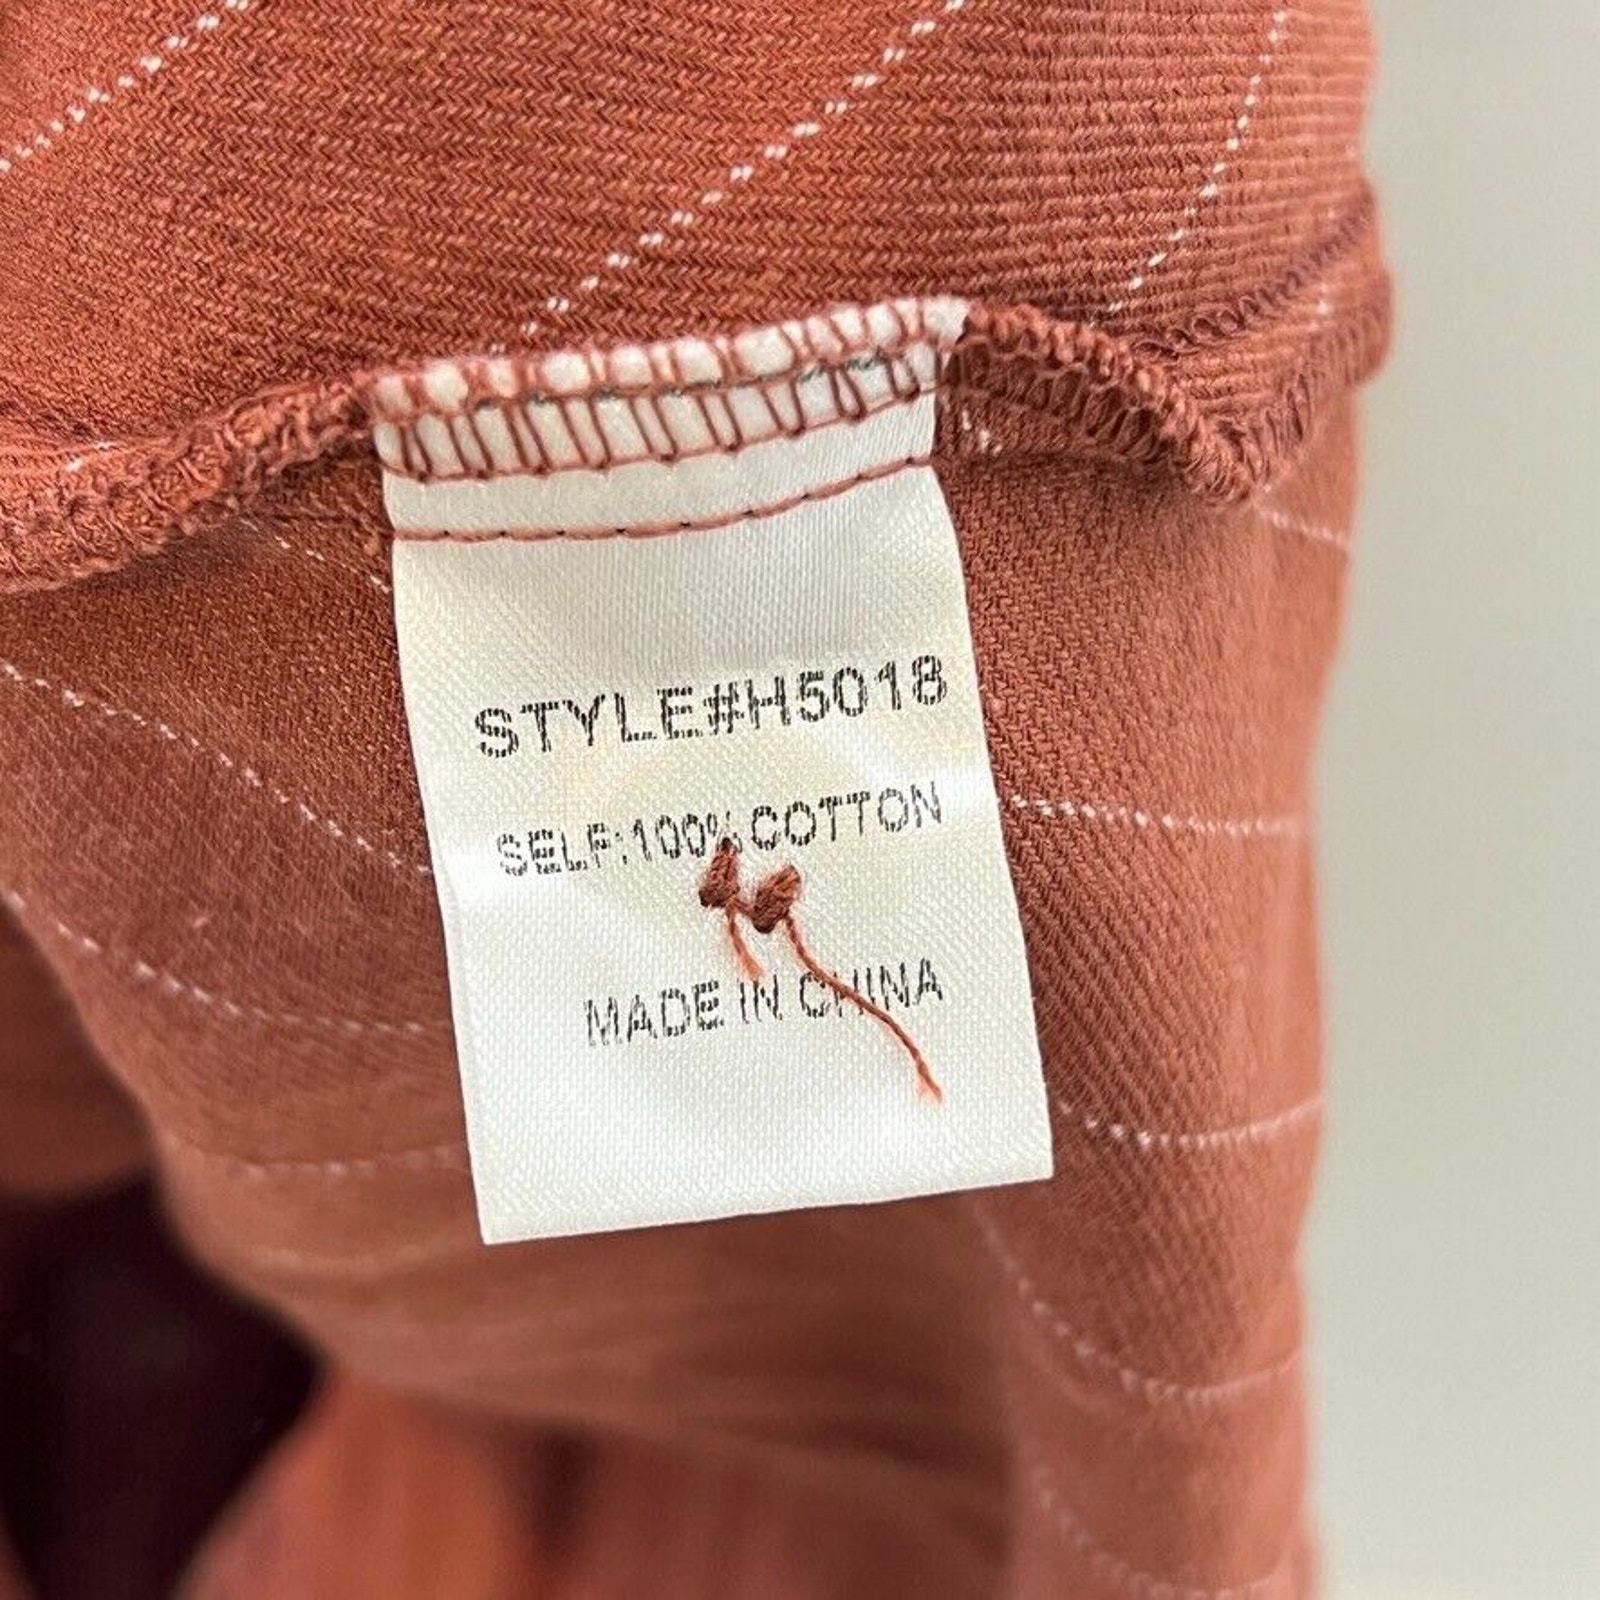 STYLE#H5018
SELF:100%COTTON
MADE IN CHINA